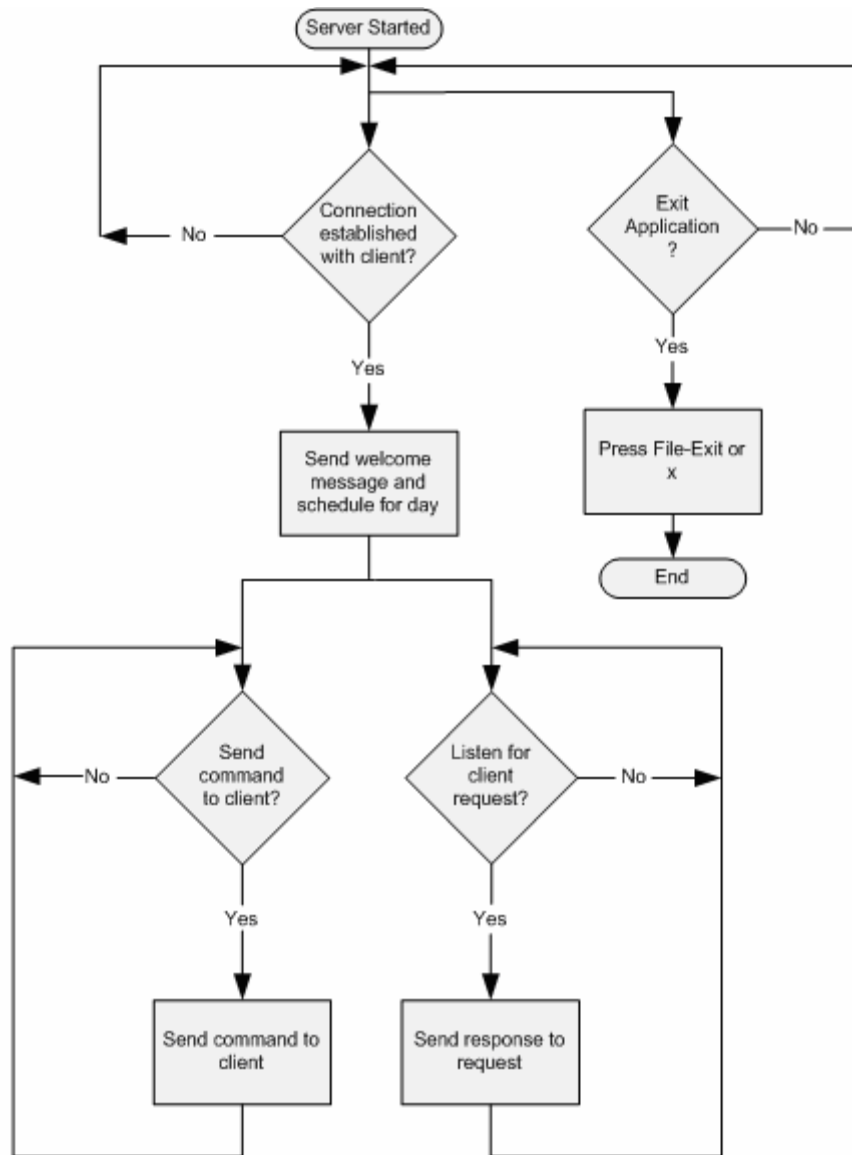 Server Started
Connection
established
with client?
No
Exit
Application
?
No
Yes
Yes
Send welcome
message and
schedule for day
Press File-Exit or
x
End
Send
command
to client?
No
Listen for
client
request?
No
Yes
Yes
Send command to
client
Send response to
request